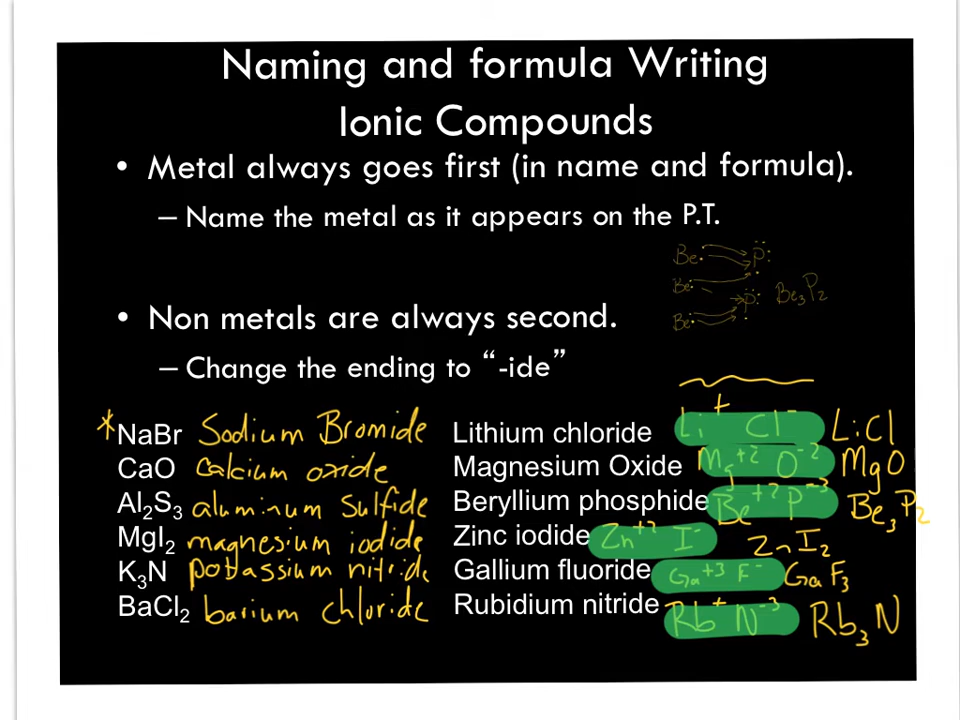 Naming and formula Writing
Ionic Compounds
• Metal always goes first (in name and formula).
– Name the metal as it appears on the P.T.
Be P
Be P Be₃P₂
Be
• Non metals are always second.
– Change the ending to “-ide”
*NaBr Sodium Bromide
CaO calcium oxide
Al₂S₃ aluminum sulfide
MgI₂ magnesium iodide
K₃N potassium nitride
BaCl₂ barium chloride
Lithium chloride Li⁺ Cl⁻ LiCl
Magnesium Oxide Mg⁺² O⁻² MgO
Beryllium phosphide Be⁺² P⁻³ Be₃P₂
Zinc iodide Zn⁺² I⁻ ZnI₂
Gallium fluoride Ga⁺³ F⁻ GaF₃
Rubidium nitride Rb⁺ N⁻³ Rb₃N